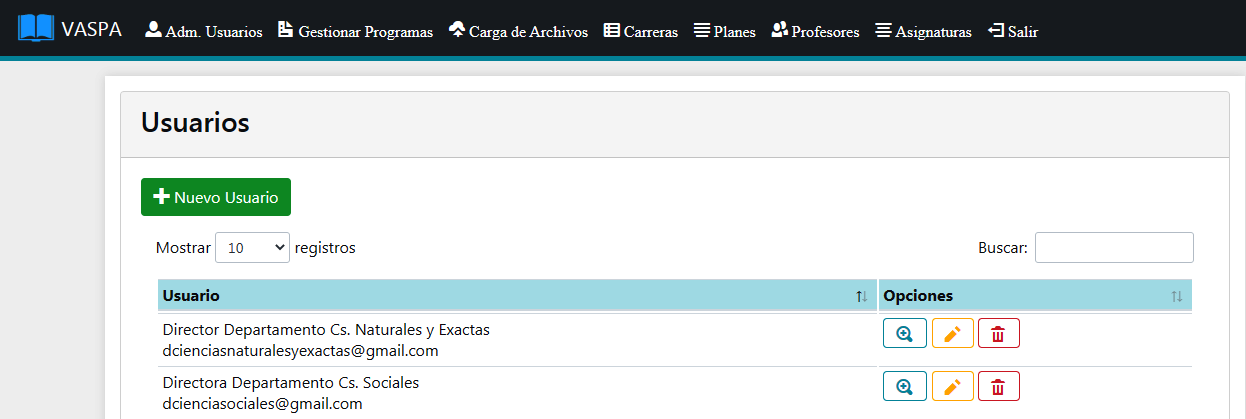 VASPA Adm. Usuarios Gestionar Programas Carga de Archivos Carreras Planes Profesores Asignaturas Salir
Usuarios
Nuevo Usuario
Mostrar 10 registros Buscar:
Usuario Opciones
Director Departamento Cs. Naturales y Exactas
dcienciasnaturalesyexactas@gmail.com
Directora Departamento Cs. Sociales
dcienciasociales@gmail.com